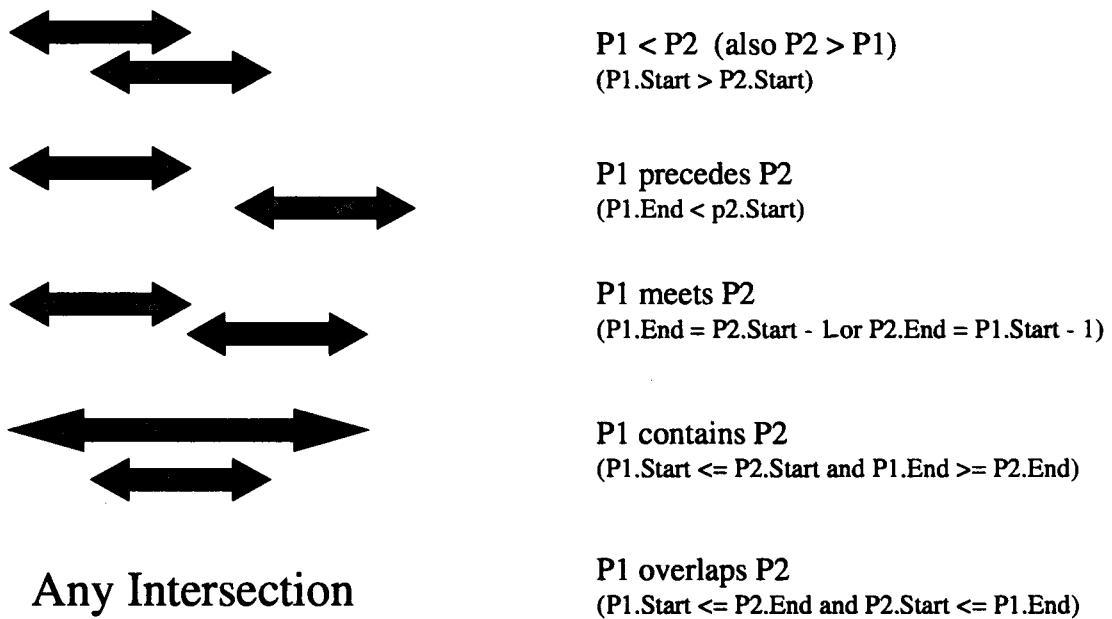 P1 < P2 (also P2 > P1)
(P1.Start > P2.Start)
P1 precedes P2
(P1.End < p2.Start)
P1 meets P2
(P1.End = P2.Start - 1 or P2.End = P1.Start - 1)
P1 contains P2
(P1.Start <= P2.Start and P1.End >= P2.End)
Any Intersection
P1 overlaps P2
(P1.Start <= P2.End and P2.Start <= P1.End)